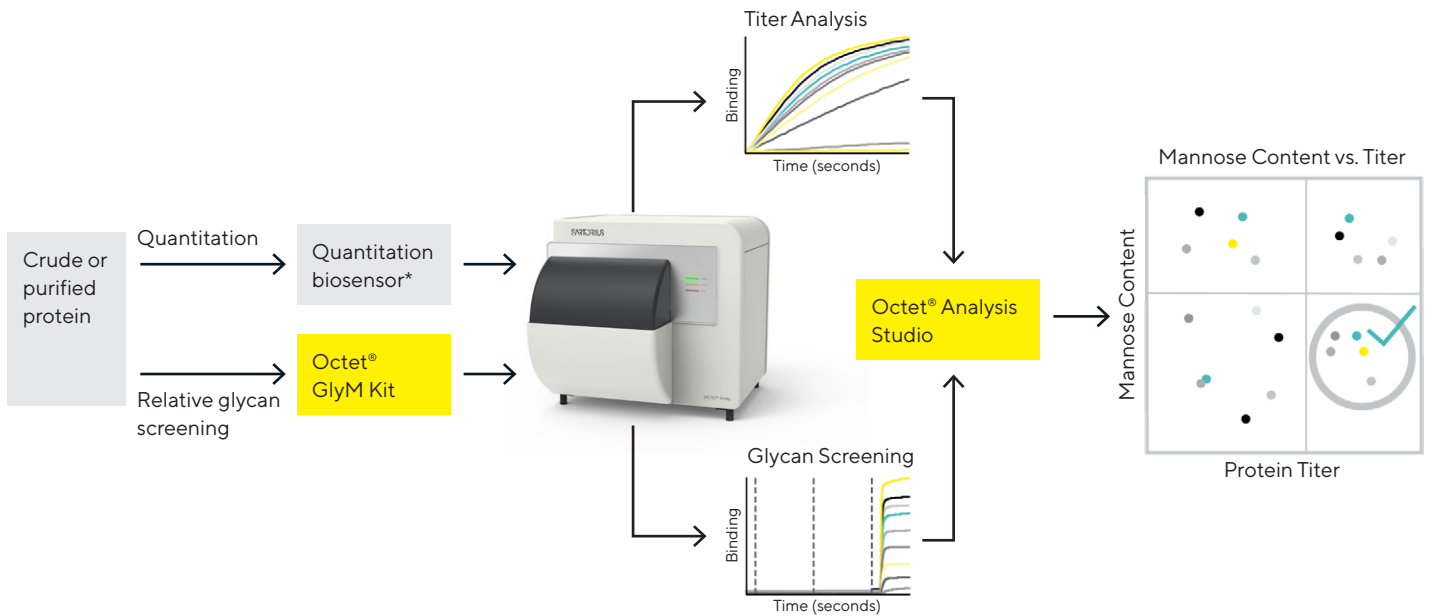 Titer Analysis
Binding
Time (seconds)
Mannose Content vs. Titer
Mannose Content
Protein Titer
Crude or
purified
protein
Quantitation
Quantitation
biosensor*
SARTORIUS
Relative glycan
screening
Octet®
GlyM Kit
Octet® Analysis
Studio
Glycan Screening
Binding
Time (seconds)